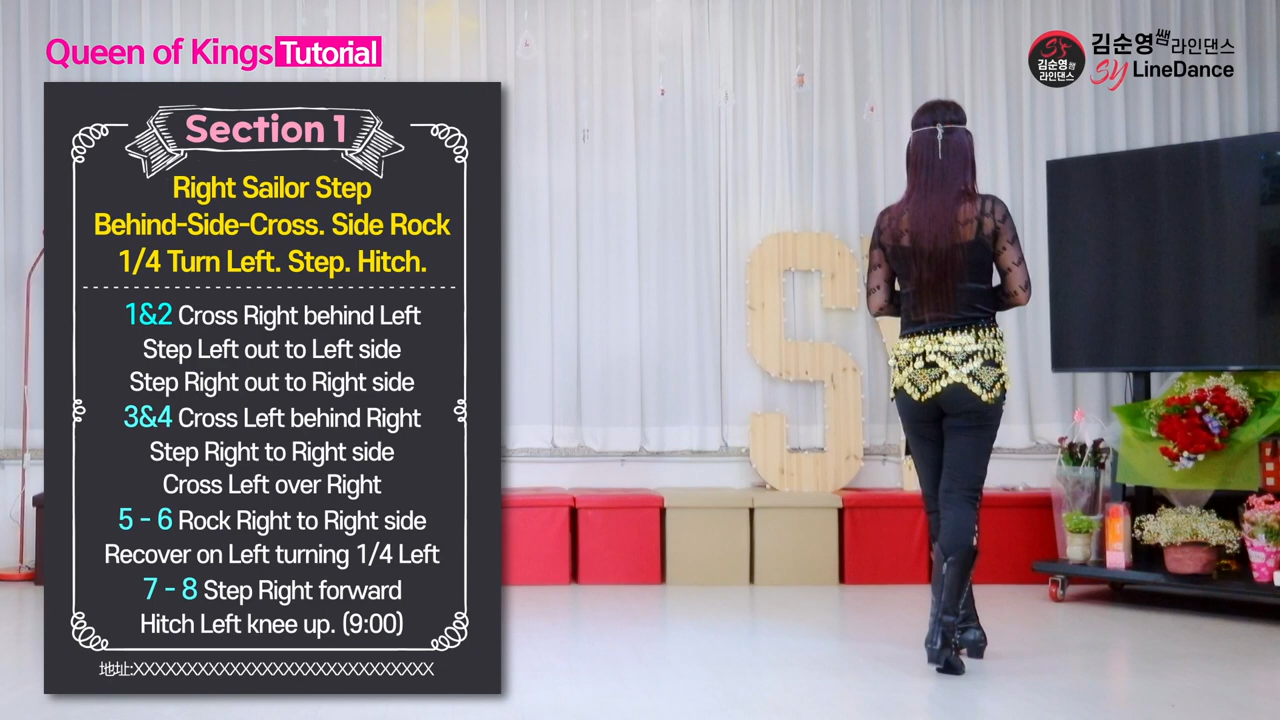 Queen of Kings Tutorial
Section 1
Right Sailor Step
Behind-Side-Cross. Side Rock
1/4 Turn Left. Step. Hitch.
1&2 Cross Right behind Left
Step Left out to Left side
Step Right out to Right side
3&4 Cross Left behind Right
Step Right to Right side
Cross Left over Right
5 - 6 Rock Right to Right side
Recover on Left turning 1/4 Left
7 - 8 Step Right forward
Hitch Left knee up. (9:00)
地址:XXXXXXXXXXXXXXXXXXXXXXXXXXXX
SY
김순영쌤
라인댄스
김순영쌤 라인댄스
SY LineDance
S